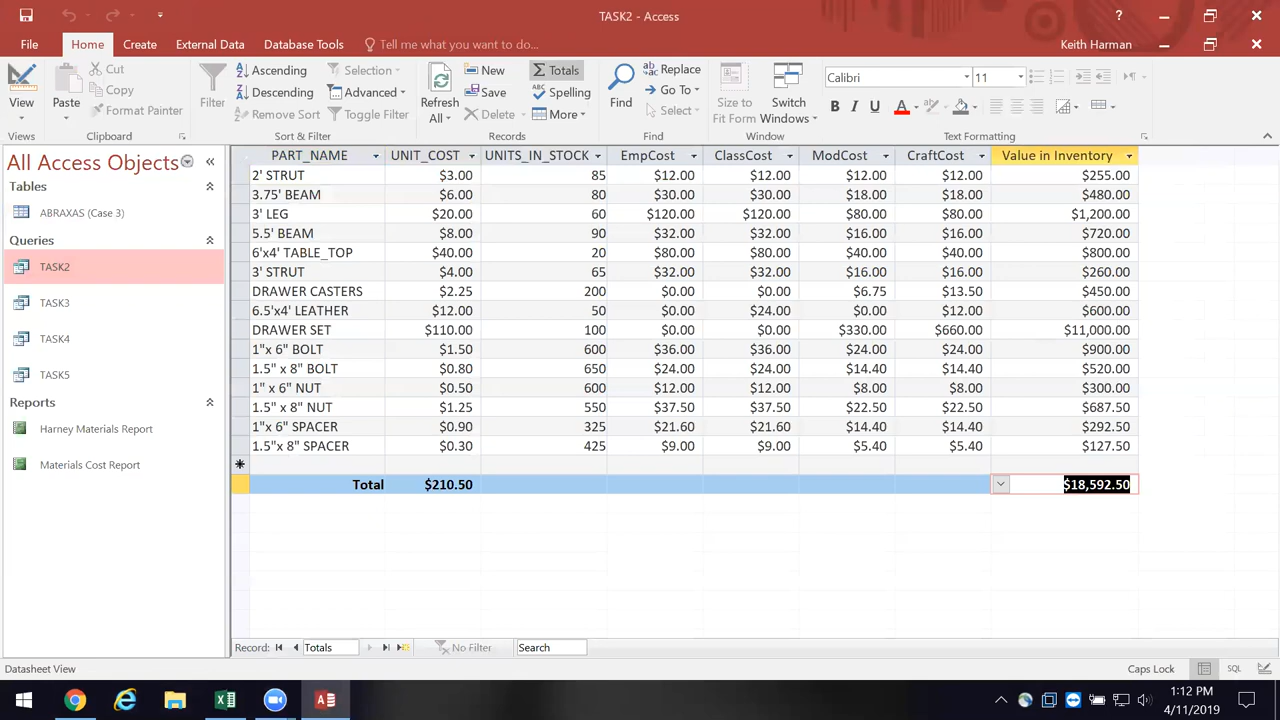 TASK2 - Access
File Home Create External Data Database Tools Tell me what you want to do... Keith Harman
View
Views
Paste
Cut
Copy
Format Painter
Clipboard
Filter
Ascending
Descending
Remove Sort
Selection
Advanced
Toggle Filter
Sort & Filter
Refresh All
New
Save
Delete
Totals
Spelling
More
Records
Find
Replace
Go To
Select
Find
Size to Fit Form
Switch Windows
Window
Calibri 11
B I U A
Text Formatting
All Access Objects
Tables
ABRAXAS (Case 3)
Queries
TASK2
TASK3
TASK4
TASK5
Reports
Harney Materials Report
Materials Cost Report
PART_NAME UNIT_COST UNITS_IN_STOCK EmpCost ClassCost ModCost CraftCost Value in Inventory
2' STRUT $3.00 85 $12.00 $12.00 $12.00 $12.00 $255.00
3.75' BEAM $6.00 80 $30.00 $30.00 $18.00 $18.00 $480.00
3' LEG $20.00 60 $120.00 $120.00 $80.00 $80.00 $1,200.00
5.5' BEAM $8.00 90 $32.00 $32.00 $16.00 $16.00 $720.00
6'x4' TABLE_TOP $40.00 20 $80.00 $80.00 $40.00 $40.00 $800.00
3' STRUT $4.00 65 $32.00 $32.00 $16.00 $16.00 $260.00
DRAWER CASTERS $2.25 200 $0.00 $0.00 $6.75 $13.50 $450.00
6.5'x4' LEATHER $12.00 50 $0.00 $24.00 $0.00 $12.00 $600.00
DRAWER SET $110.00 100 $0.00 $0.00 $330.00 $660.00 $11,000.00
1"x 6" BOLT $1.50 600 $36.00 $36.00 $24.00 $24.00 $900.00
1.5" x 8" BOLT $0.80 650 $24.00 $24.00 $14.40 $14.40 $520.00
1" x 6" NUT $0.50 600 $12.00 $12.00 $8.00 $8.00 $300.00
1.5" x 8" NUT $1.25 550 $37.50 $37.50 $22.50 $22.50 $687.50
1"x 6" SPACER $0.90 325 $21.60 $21.60 $14.40 $14.40 $292.50
1.5"x 8" SPACER $0.30 425 $9.00 $9.00 $5.40 $5.40 $127.50
Total $210.50 $18,592.50
Record: Totals No Filter Search
Datasheet View Caps Lock SQL
1:12 PM
4/11/2019